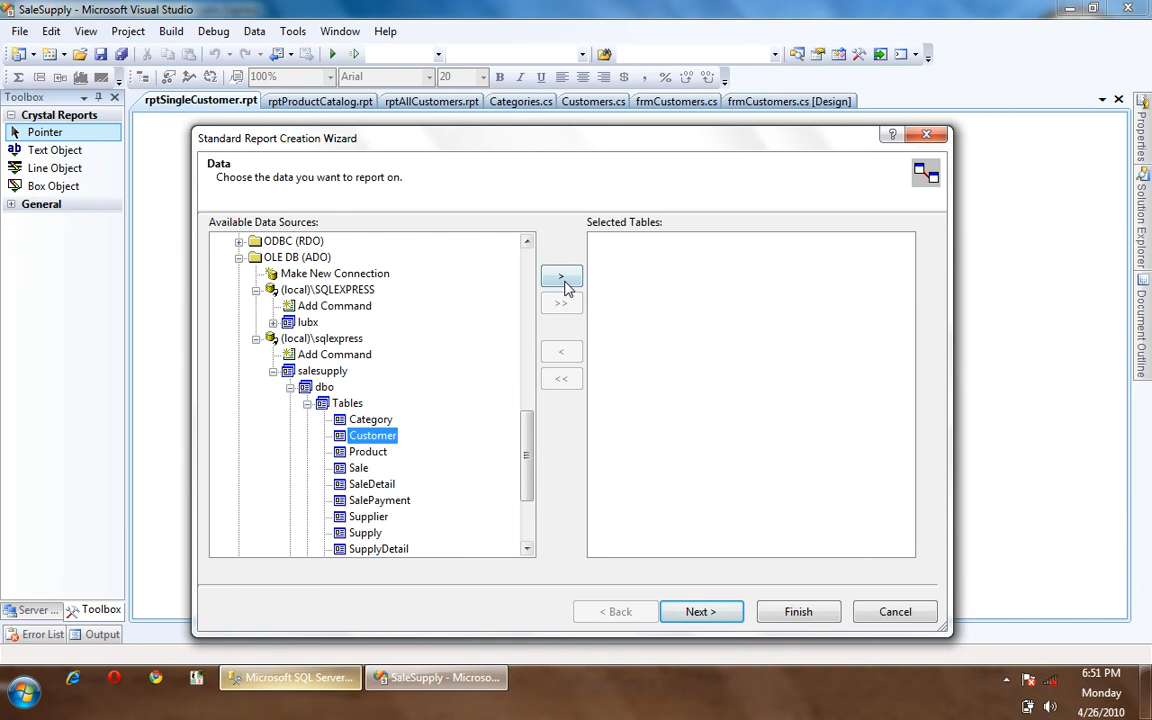 SaleSupply - Microsoft Visual Studio
File Edit View Project Build Debug Data Tools Window Help
100% Arial 20 B I U $ %
Toolbox
rptSingleCustomer.rpt rptProductCatalog.rpt rptAllCustomers.rpt Categories.cs Customers.cs frmCustomers.cs frmCustomers.cs [Design]
Crystal Reports
Pointer
Text Object
Line Object
Box Object
General
Standard Report Creation Wizard
Data
Choose the data you want to report on.
Available Data Sources:
ODBC (RDO)
OLE DB (ADO)
Make New Connection
(local)\SQLEXPRESS
Add Command
lubx
(local)\sqlexpress
Add Command
salesupply
dbo
Tables
Category
Customer
Product
Sale
SaleDetail
SalePayment
Supplier
Supply
SupplyDetail
>
>>
<
<<
Selected Tables:
< Back Next > Finish Cancel
Properties
Solution Explorer
Document Outline
Server ... Toolbox
Error List Output
Microsoft SQL Server... SaleSupply - Microso...
6:51 PM
Monday
4/26/2010